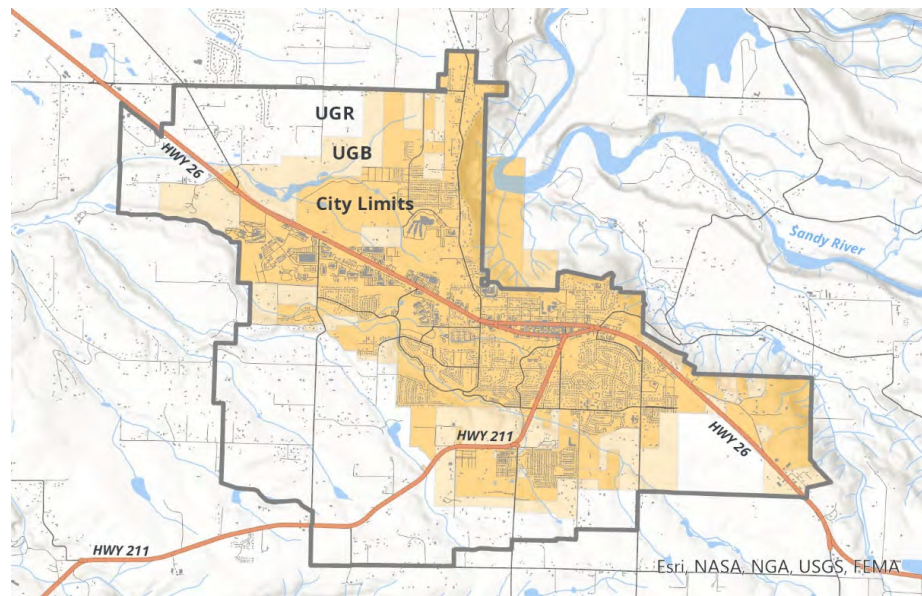 UGR
UGB
HWY 26
City Limits
Sandy River
HWY 211
HWY 26
HWY 211
Esri, NASA, NGA, USGS, FEMA